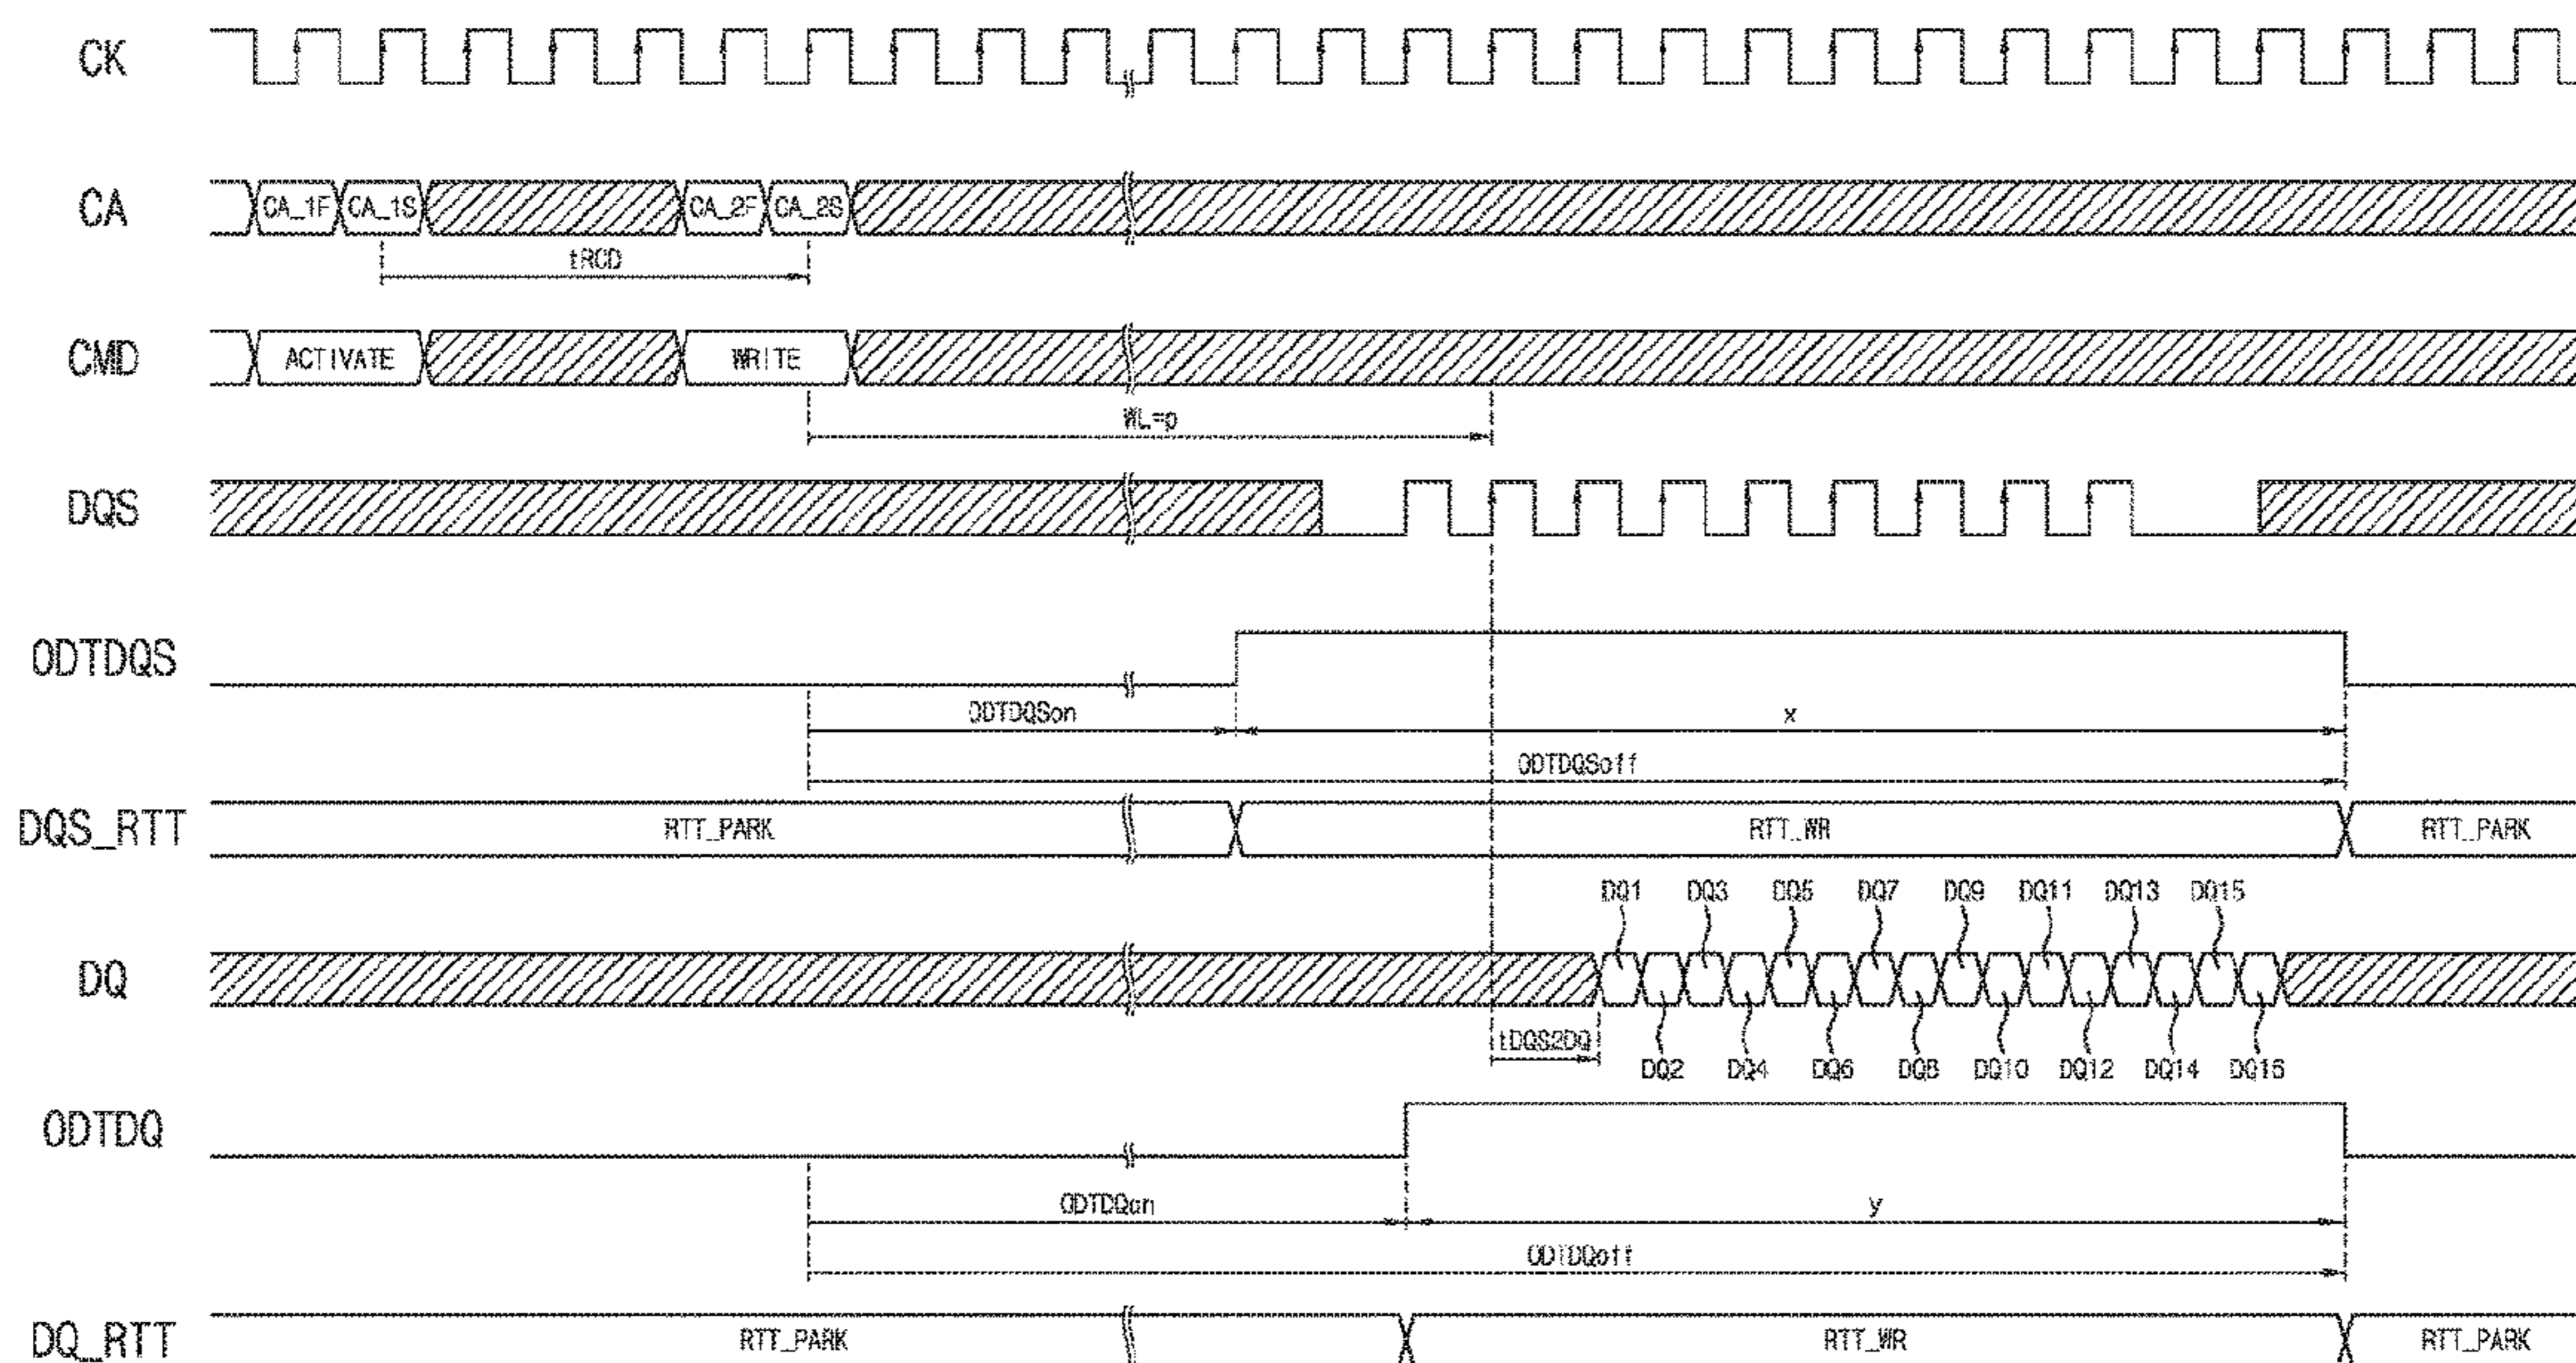 CK
CA
CA_1F CA_1S CA_2F CA_2S
tRCD
CMD
ACTIVATE WRITE
WL=p
DQS
ODTDQS
ODTDQSon x
ODTDQSoff
DQS_RTT
RTT_PARK RTT_WR RTT_PARK
DQ1 DQ3 DQ5 DQ7 DQ9 DQ11 DQ13 DQ15
DQ
tDQS2DQ
DQ2 DQ4 DQ6 DQ8 DQ10 DQ12 DQ14 DQ16
ODTDQ
ODTDQon y
ODTDQoff
DQ_RTT
RTT_PARK RTT_WR RTT_PARK